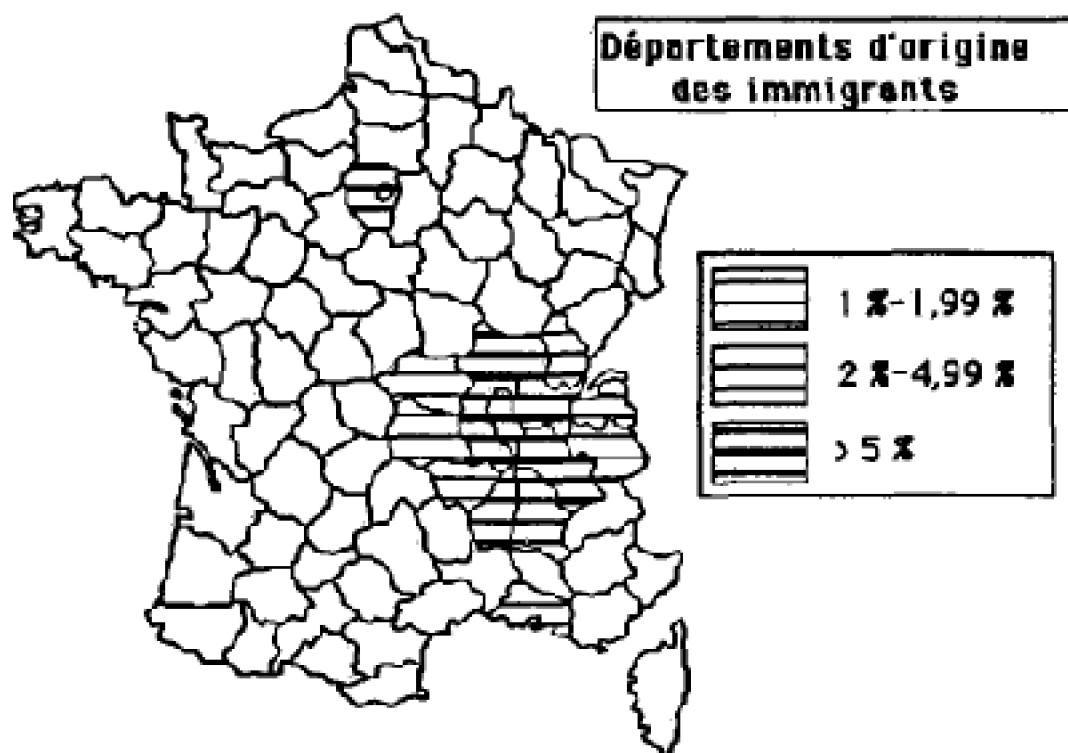 Départements d'origine
des immigrants
1 %-1,99 %
2 %-4,99 %
> 5 %